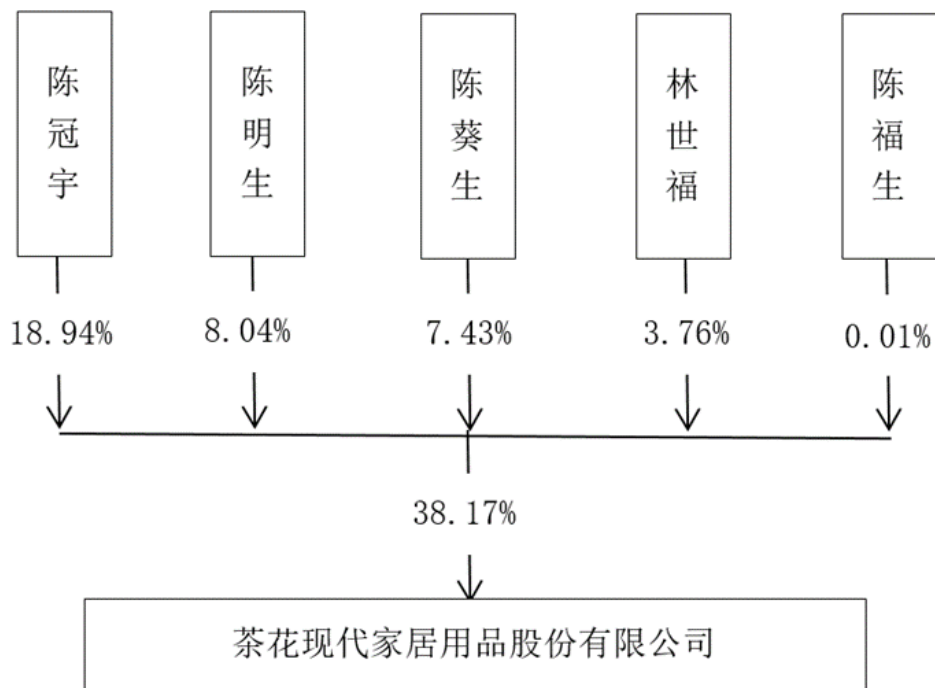 陈冠宇
陈明生
陈葵生
林世福
陈福生
18.94%
8.04%
7.43%
3.76%
0.01%
38.17%
茶花现代家居用品股份有限公司